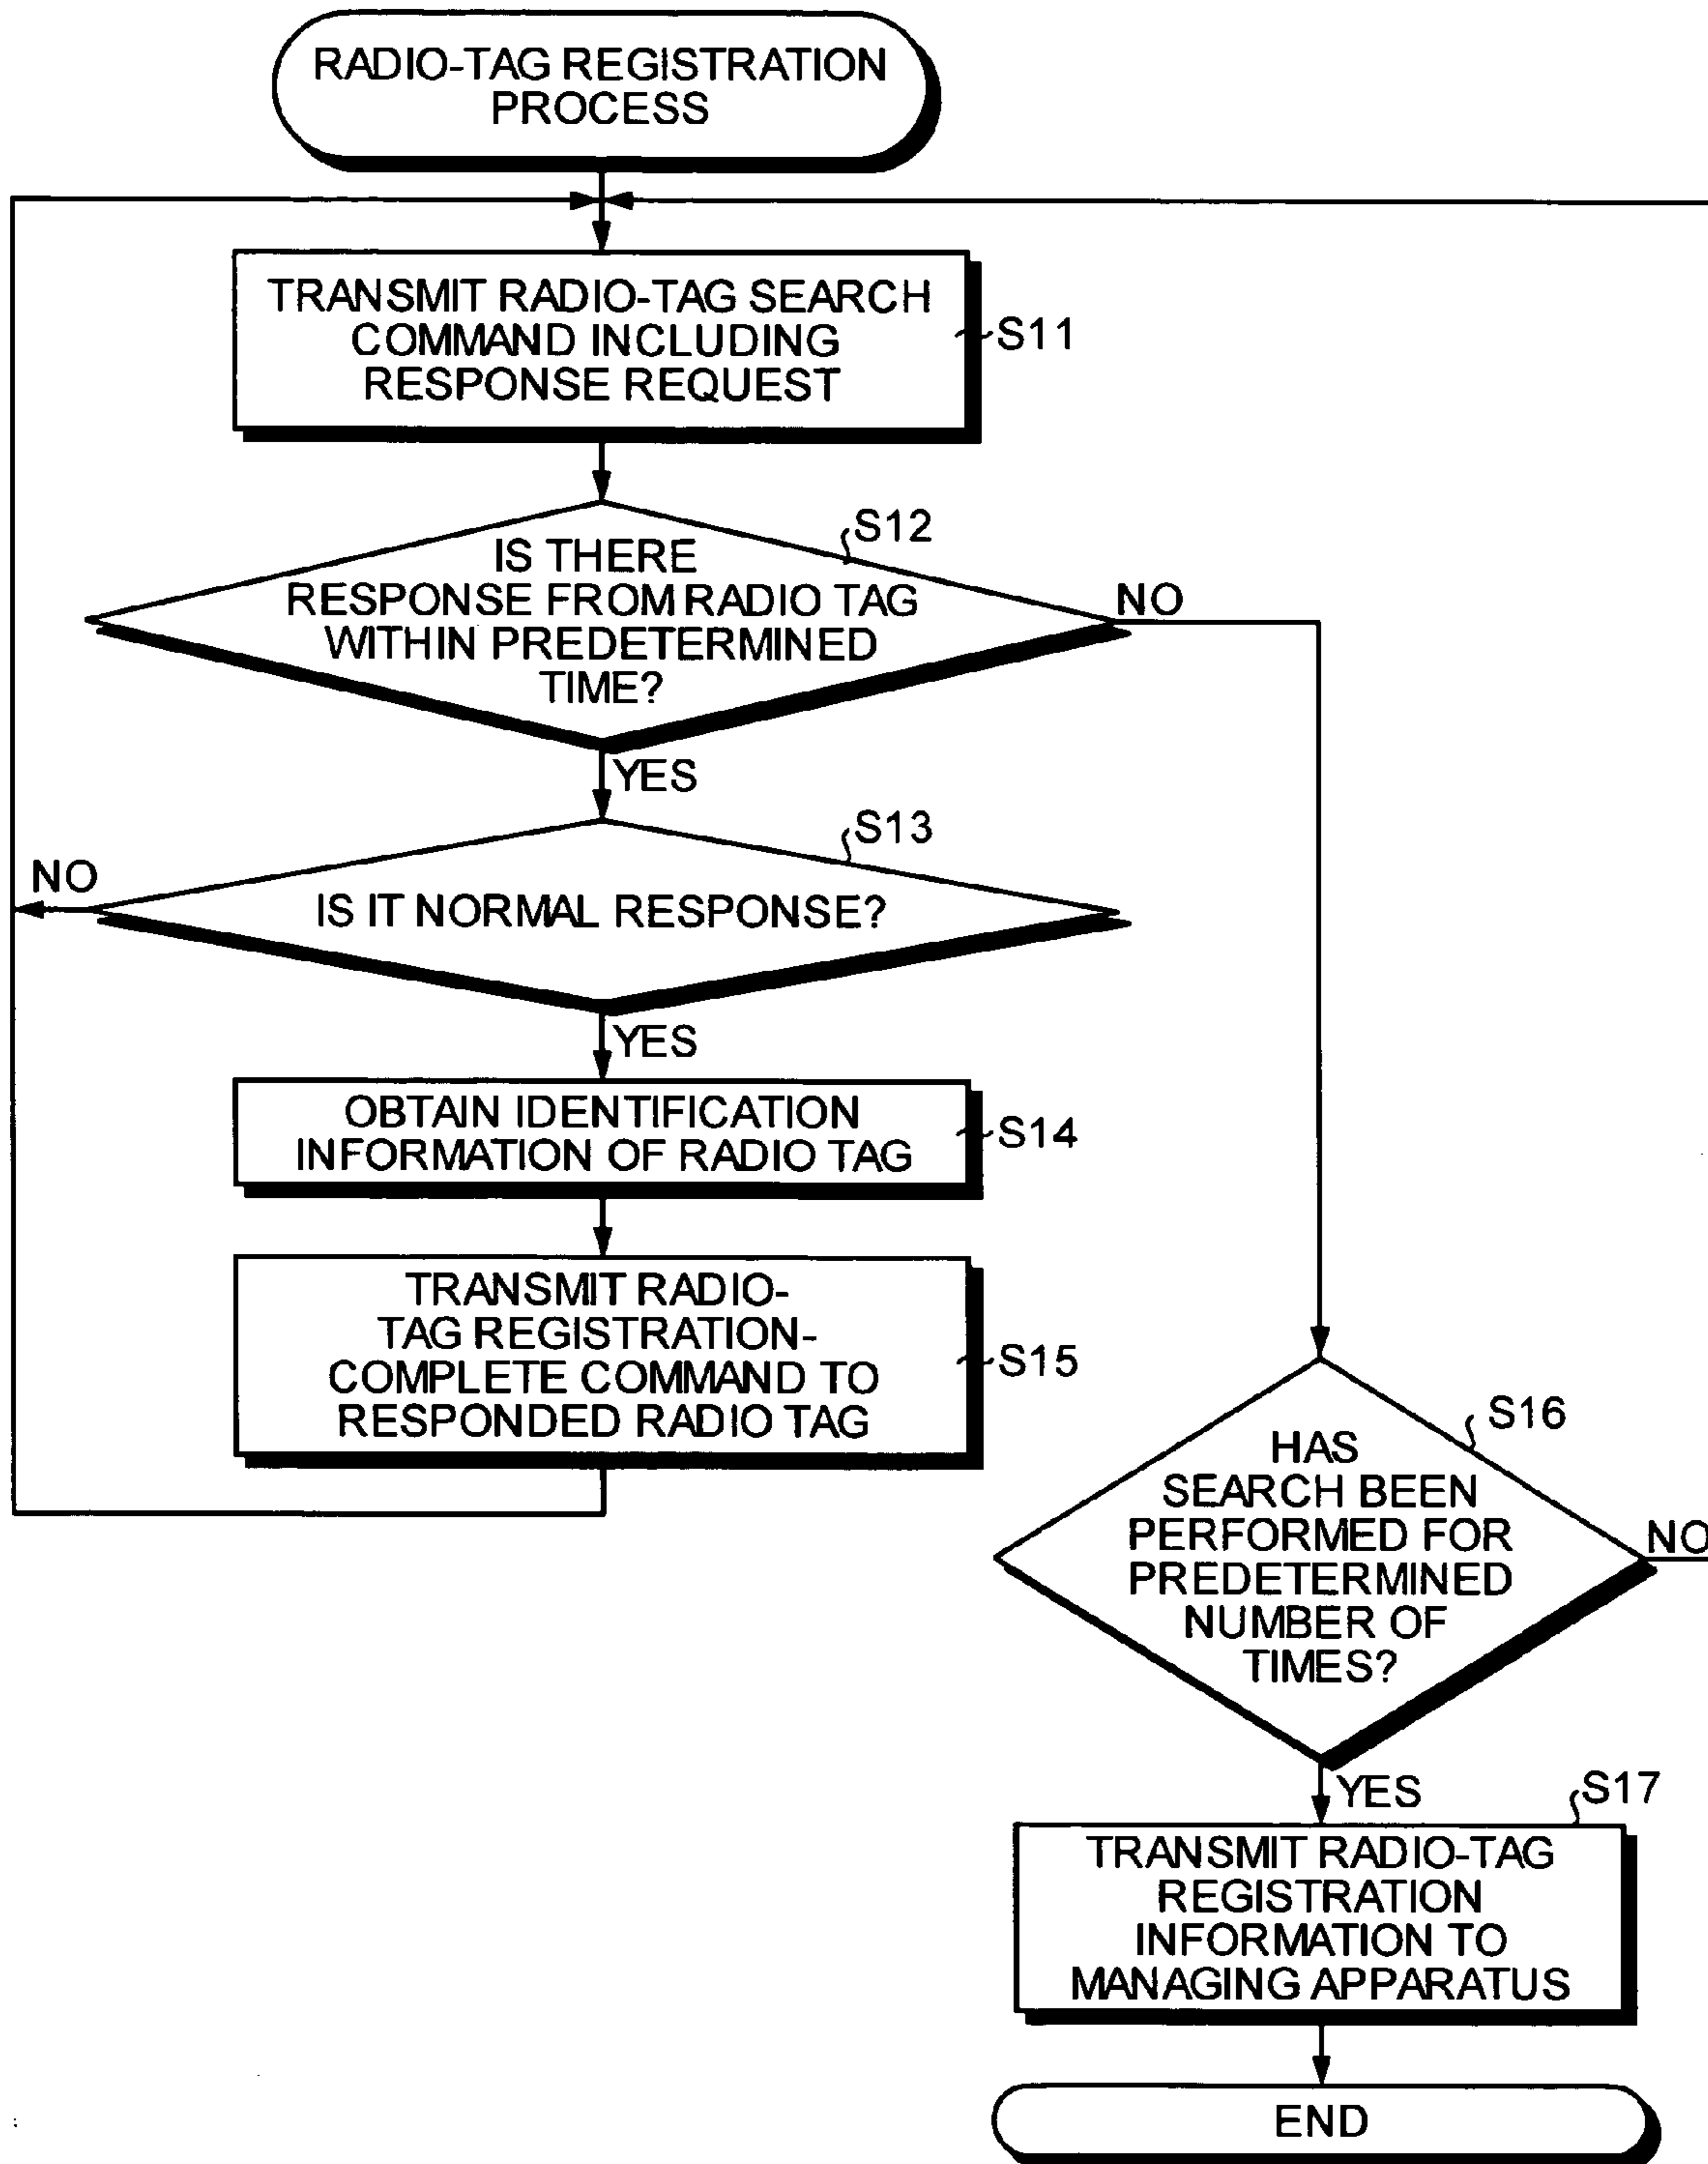 RADIO-TAG REGISTRATION
PROCESS
TRANSMIT RADIO-TAG SEARCH
COMMAND INCLUDING
RESPONSE REQUEST
S11
S12
IS THERE
RESPONSE FROM RADIO TAG
WITHIN PREDETERMINED
TIME?
NO
YES
S13
NO
IS IT NORMAL RESPONSE?
YES
OBTAIN IDENTIFICATION
INFORMATION OF RADIO TAG
S14
TRANSMIT RADIO-
TAG REGISTRATION-
COMPLETE COMMAND TO
RESPONDED RADIO TAG
S15
S16
HAS
SEARCH BEEN
PERFORMED FOR
PREDETERMINED
NUMBER OF
TIMES?
NO
YES
S17
TRANSMIT RADIO-TAG
REGISTRATION
INFORMATION TO
MANAGING APPARATUS
END